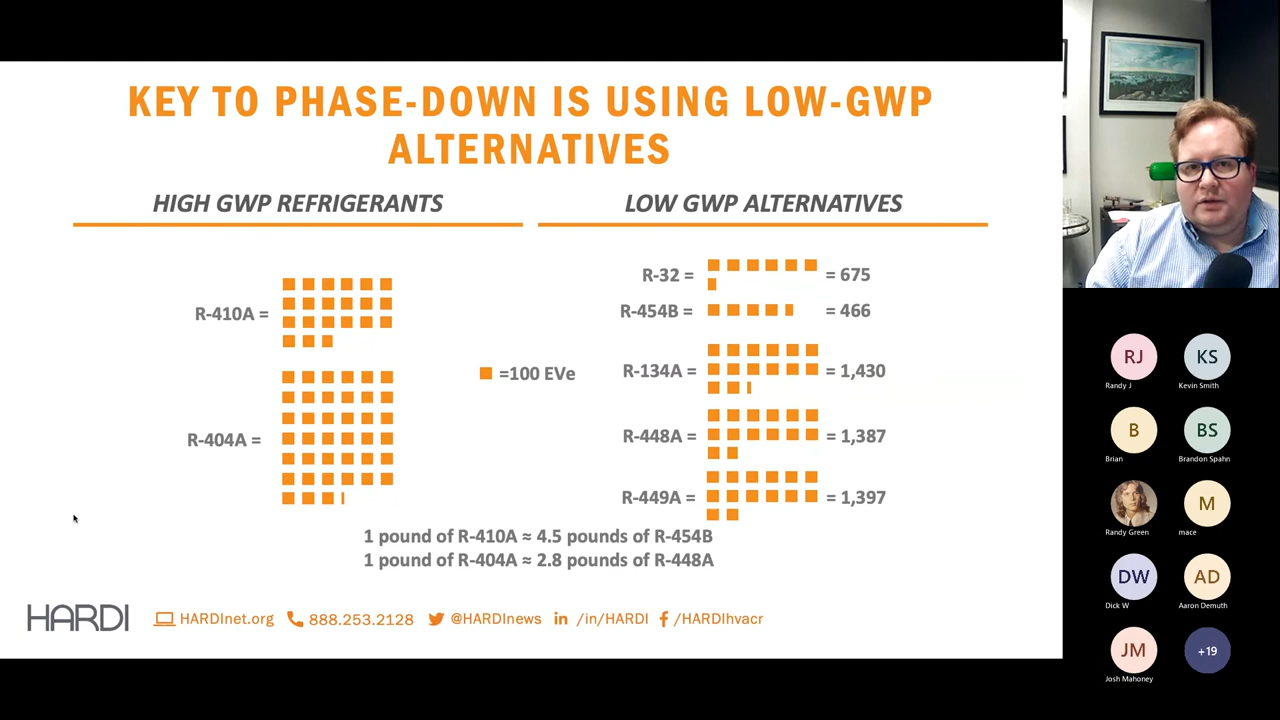 KEY TO PHASE-DOWN IS USING LOW-GWP
ALTERNATIVES
HIGH GWP REFRIGERANTS
LOW GWP ALTERNATIVES
R-410A =
R-404A =
=100 EVe
R-32 = = 675
R-454B = = 466
R-134A = = 1,430
R-448A = = 1,387
R-449A = = 1,397
1 pound of R-410A ≈ 4.5 pounds of R-454B
1 pound of R-404A ≈ 2.8 pounds of R-448A
HARDI HARDInet.org 888.253.2128 @HARDInews in /in/HARDI f /HARDIhvacr
RJ KS
Randy J Kevin Smith
B BS
Brian Brandon Spahn
M
Randy Green mace
DW AD
Dick W Aaron Demuth
JM +19
Josh Mahoney